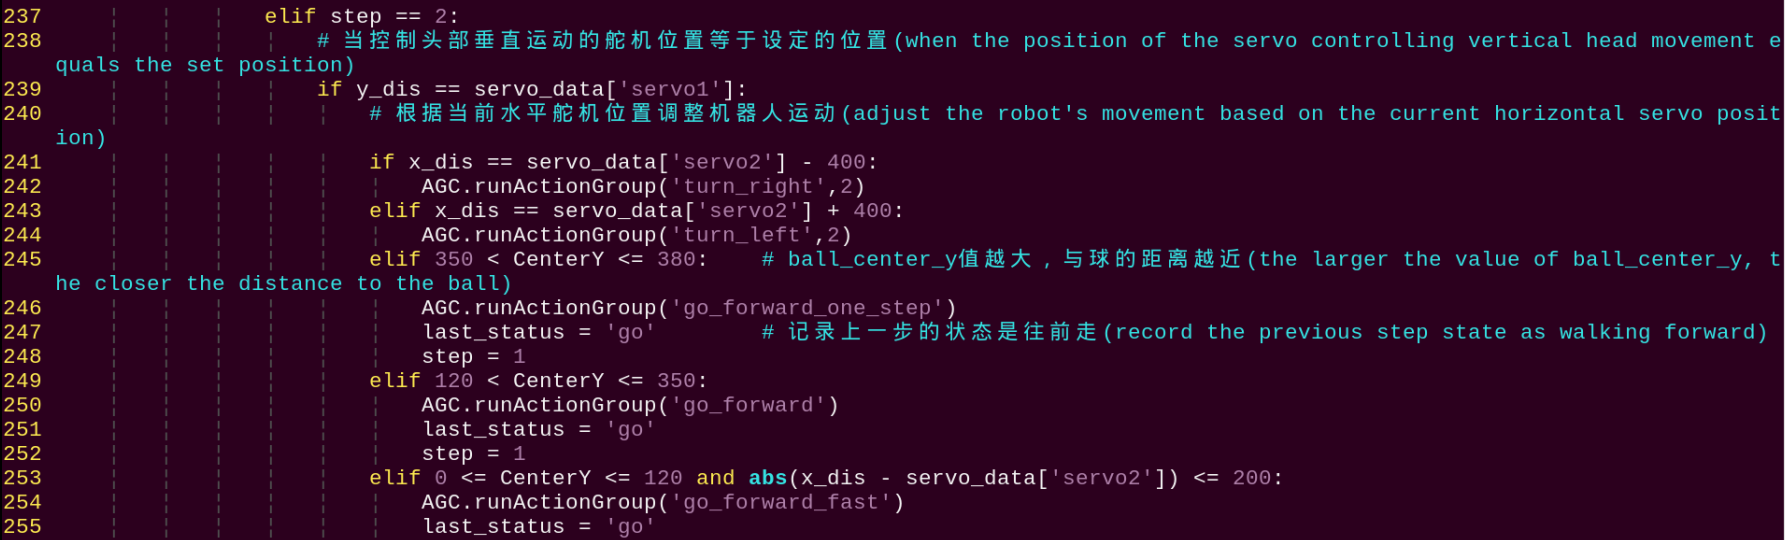 237 elif step == 2:
238 # 当控制头部垂直运动的舵机位置等于设定的位置(when the position of the servo controlling vertical head movement e
quals the set position)
239 if y_dis == servo_data['servo1']:
240 # 根据当前水平舵机位置调整机器人运动(adjust the robot's movement based on the current horizontal servo posit
ion)
241 if x_dis == servo_data['servo2'] - 400:
242 AGC.runActionGroup('turn_right',2)
243 elif x_dis == servo_data['servo2'] + 400:
244 AGC.runActionGroup('turn_left',2)
245 elif 350 < CenterY <= 380: # ball_center_y值越大，与球的距离越近(the larger the value of ball_center_y, t
he closer the distance to the ball)
246 AGC.runActionGroup('go_forward_one_step')
247 last_status = 'go' # 记录上一步的状态是往前走(record the previous step state as walking forward)
248 step = 1
249 elif 120 < CenterY <= 350:
250 AGC.runActionGroup('go_forward')
251 last_status = 'go'
252 step = 1
253 elif 0 <= CenterY <= 120 and abs(x_dis - servo_data['servo2']) <= 200:
254 AGC.runActionGroup('go_forward_fast')
255 last_status = 'go'